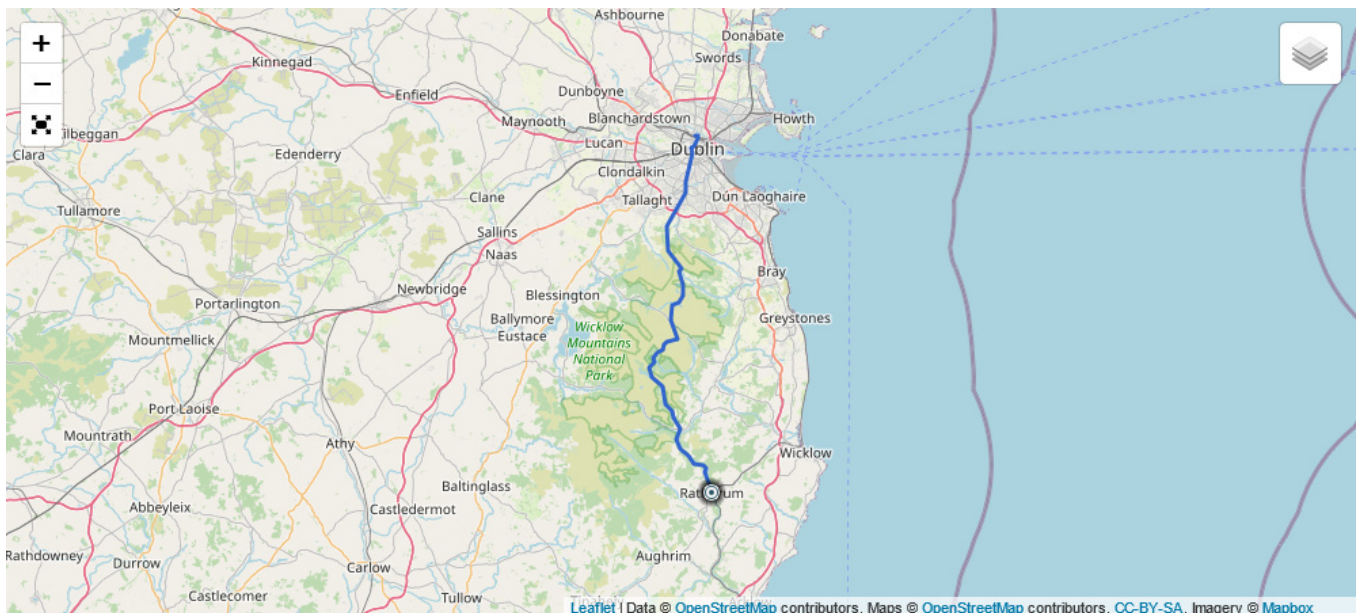 +
−
Ashbourne
Donabate
Swords
Kinnegad
Dunboyne
Enfield
Blanchardstown
Howth
Maynooth
Kilbeggan
Lucan
Dublin
Clara
Edenderry
Clondalkin
Clane
Tallaght
Dún Laoghaire
Tullamore
Sallins
Naas
Bray
Newbridge
Blessington
Portarlington
Greystones
Ballymore
Eustace
Wicklow
Mountains
National
Park
Mountmellick
Port Laoise
Mountrath
Athy
Wicklow
Baltinglass
Rathdrum
Abbeyleix
Castledermot
Rathdowney
Durrow
Aughrim
Carlow
Castlecomer
Tullow
Arklow
Leaflet | Data © OpenStreetMap contributors, Maps © OpenStreetMap contributors, CC-BY-SA, Imagery © Mapbox